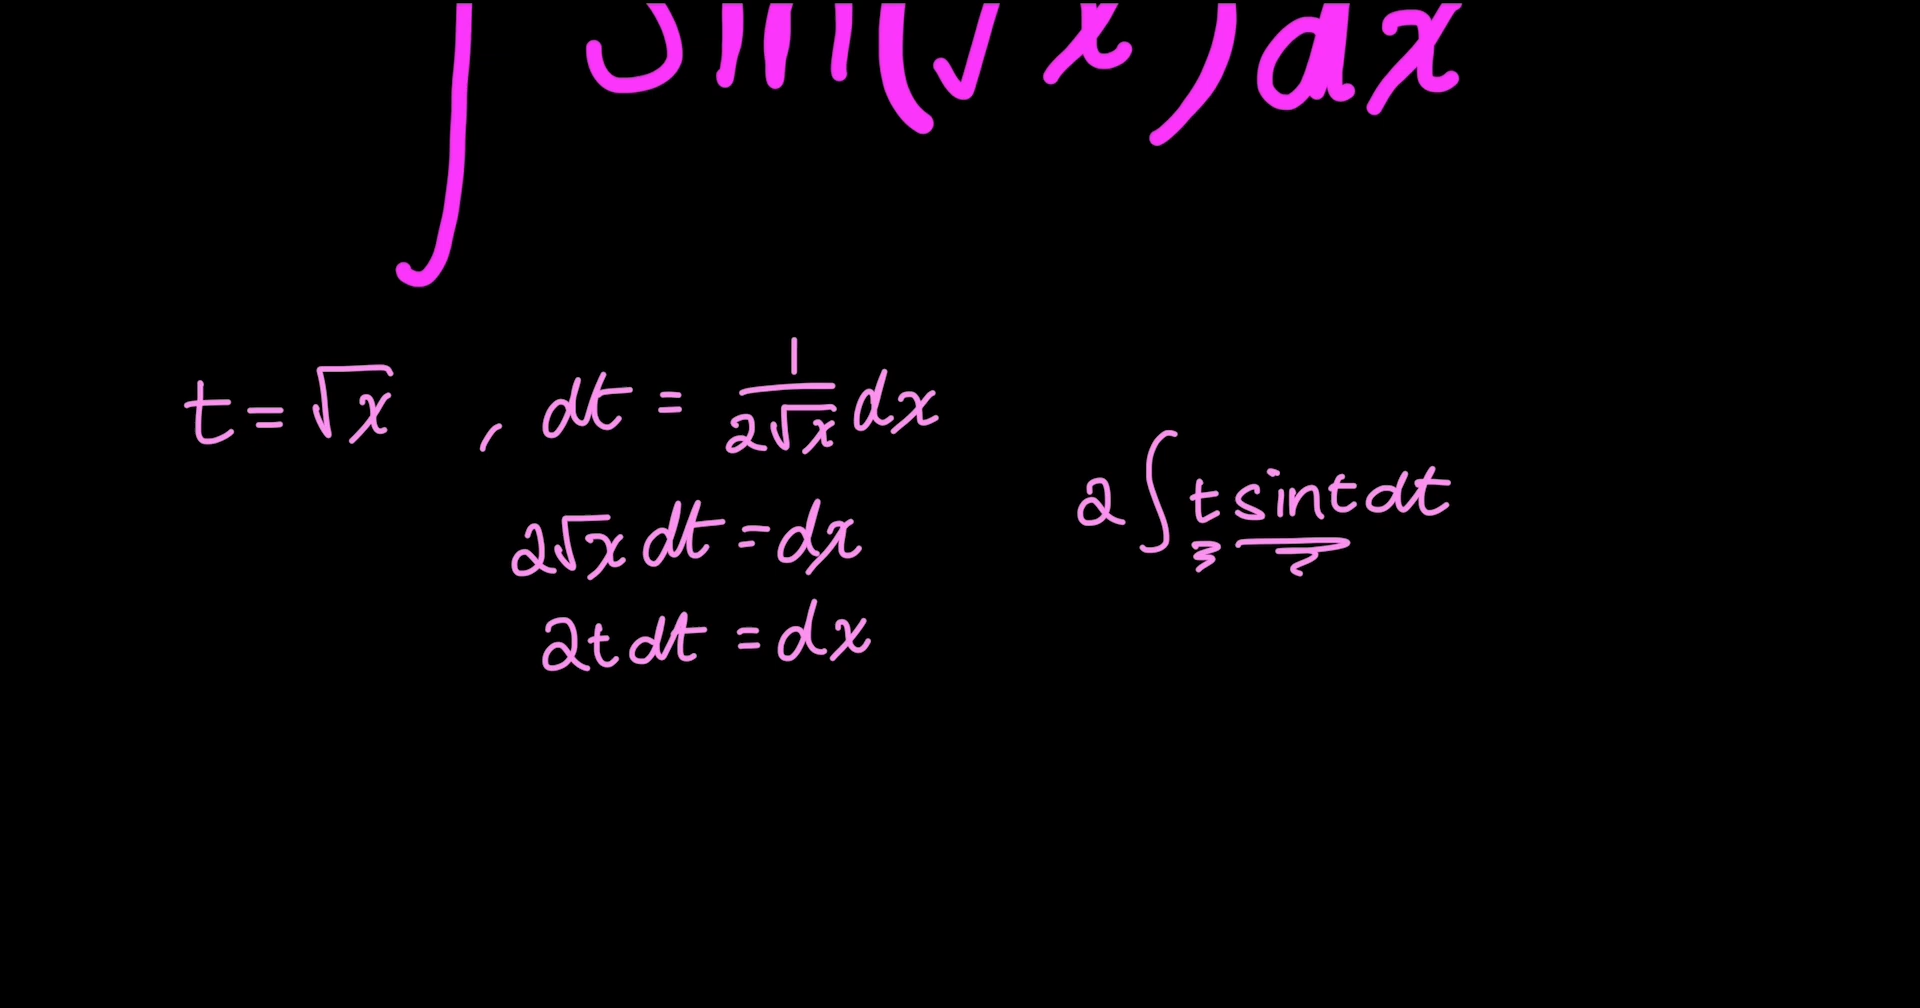 ∫ sin(√x)dx
t = √x , dt = 1/(2√x) dx
2√x dt = dx
2∫ t sint dt
2t dt = dx